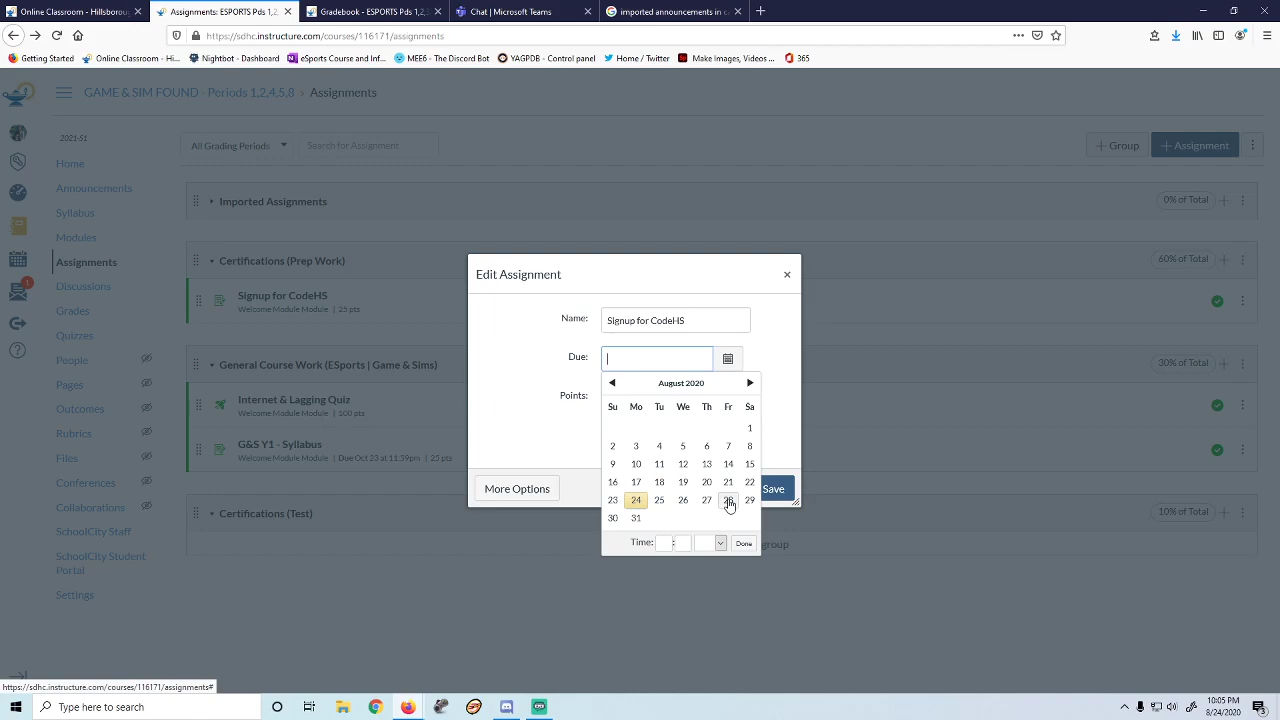 Online Classroom - Hillsborou
Assignments: ESPORTS Pds 1,2,
Gradebook - ESPORTS Pds 1,2,3
Chat | Microsoft Teams
imported announcements in ca
https://sdhc.instructure.com/courses/116171/assignments
Getting Started
Online Classroom - Hi...
Nightbot - Dashboard
eSports Course and Inf...
MEE6 - The Discord Bot
YAGPDB - Control panel
Home / Twitter
Make Images, Videos ...
365
GAME & SIM FOUND - Periods 1,2,4,5,8 › Assignments
2021-S1
Home
Announcements
Syllabus
Modules
Assignments
Discussions
Grades
Quizzes
People
Pages
Outcomes
Rubrics
Files
Conferences
Collaborations
SchoolCity Staff
SchoolCity Student
Portal
Settings
1
All Grading Periods
Search for Assignment
+ Group
+ Assignment
Imported Assignments
0% of Total
Certifications (Prep Work)
60% of Total
Signup for CodeHS
Welcome Module Module | 25 pts
General Course Work (ESports | Game & Sims)
30% of Total
Internet & Lagging Quiz
Welcome Module Module | 100 pts
G&S Y1 - Syllabus
Welcome Module Module | Due Oct 23 at 11:59pm | 25 pts
Certifications (Test)
10% of Total
group
Edit Assignment
×
Name:
Signup for CodeHS
Due:
Points:
August 2020
Su Mo Tu We Th Fr Sa
1
2 3 4 5 6 7 8
9 10 11 12 13 14 15
16 17 18 19 20 21 22
23 24 25 26 27 28 29
30 31
Time: :
Done
More Options
Save
https://sdhc.instructure.com/courses/116171/assignments#
Type here to search
10:05 PM
8/24/2020
3